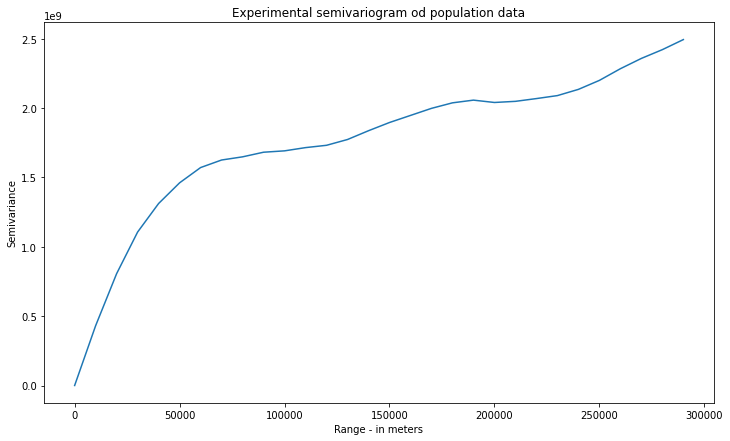 Experimental semivariogram od population data
1e9
2.5
2.0
1.5
1.0
0.5
0.0
Semivariance
0 50000 100000 150000 200000 250000 300000
Range - in meters